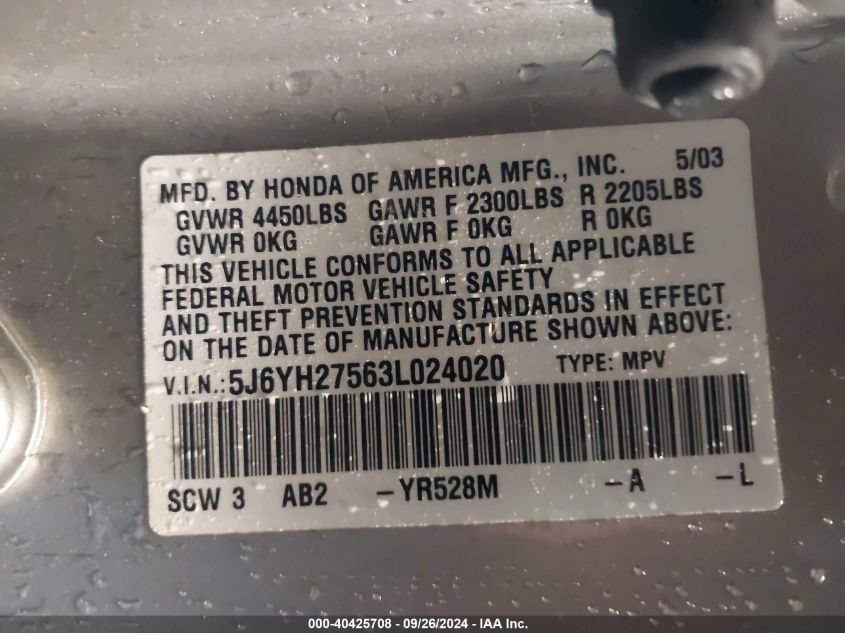 MFD. BY HONDA OF AMERICA MFG., INC. 5/03
GVWR 4450LBS GAWR F 2300LBS R 2205LBS
GVWR 0KG GAWR F 0KG R 0KG
THIS VEHICLE CONFORMS TO ALL APPLICABLE
FEDERAL MOTOR VEHICLE SAFETY
AND THEFT PREVENTION STANDARDS IN EFFECT
ON THE DATE OF MANUFACTURE SHOWN ABOVE:
V.I.N.: 5J6YH27563L024020 TYPE: MPV
SCW 3 AB2 -YR528M -A -L
000-40425708 - 09/26/2024 - IAA Inc.